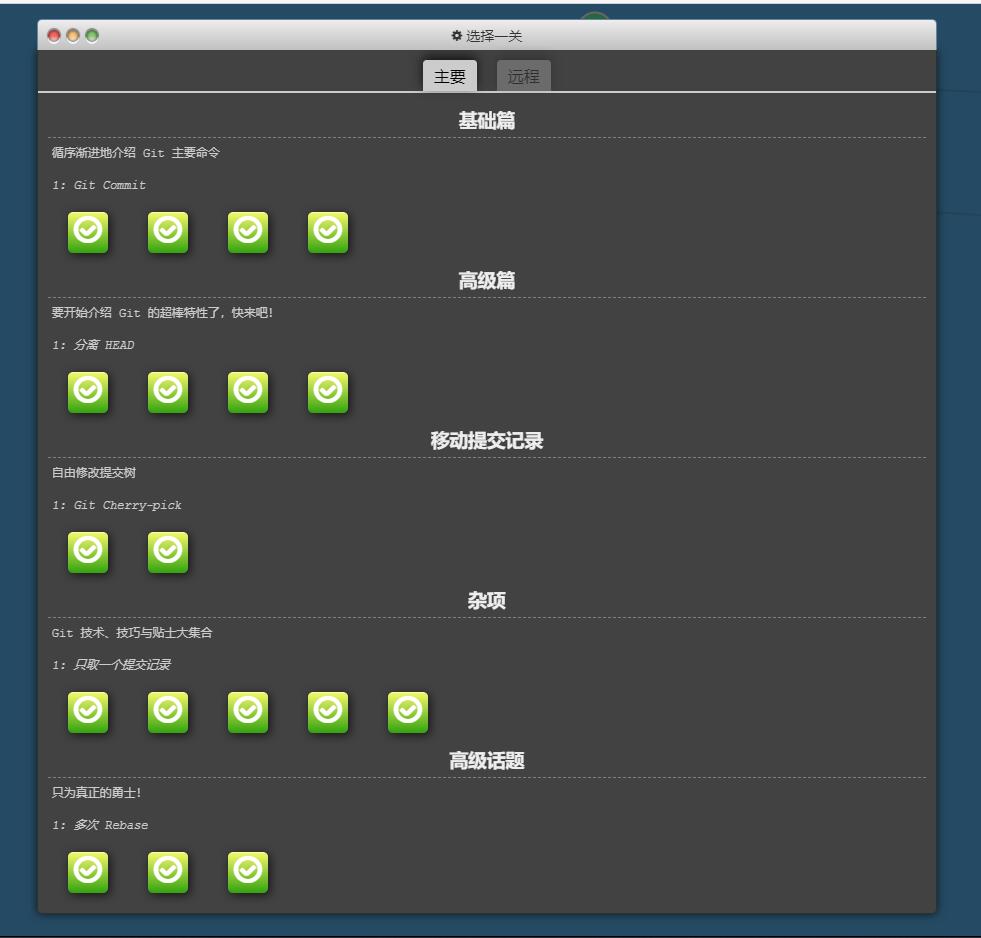 选择一关
主要 远程
基础篇
循序渐进地介绍 Git 主要命令
1: Git Commit
高级篇
要开始介绍 Git 的超棒特性了，快来吧！
1: 分离 HEAD
移动提交记录
自由修改提交树
1: Git Cherry-pick
杂项
Git 技术、技巧与贴士大集合
1: 只取一个提交记录
高级话题
只为真正的勇士！
1: 多次 Rebase